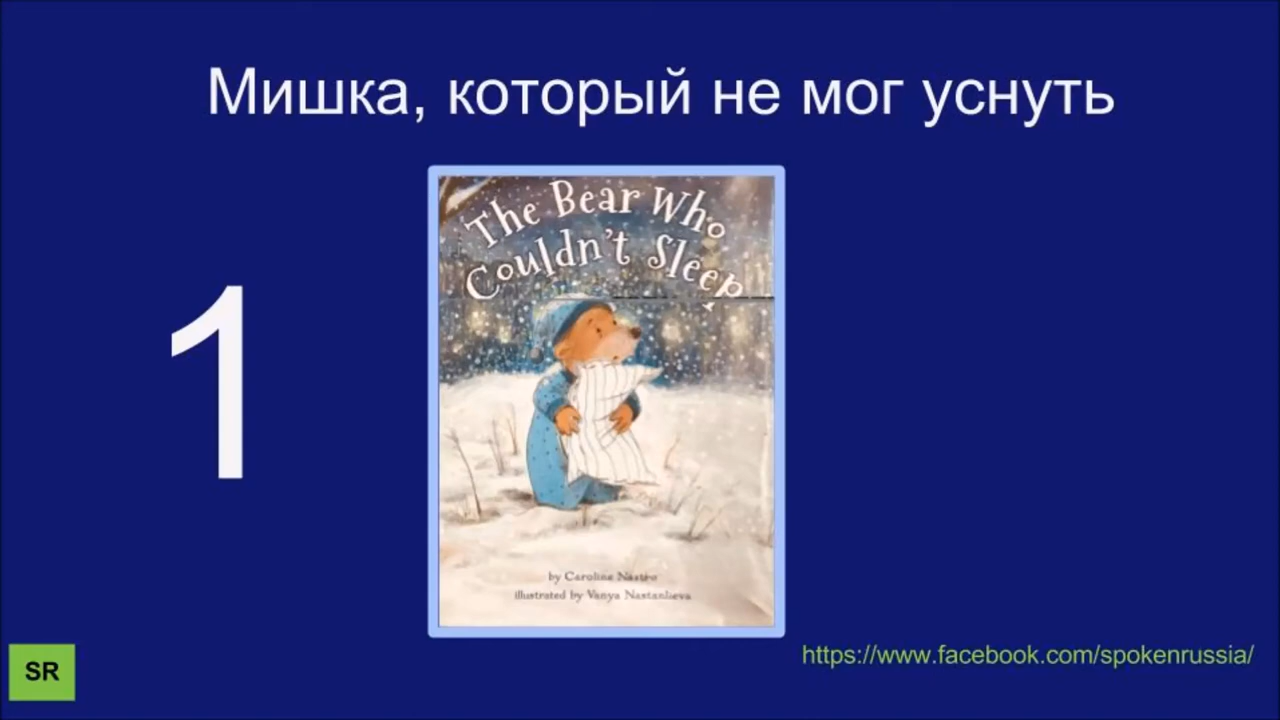 Мишка, который не мог уснуть
1
The Bear Who
Couldn't Sleep
by Caroline Nastro
illustrated by Vanya Nastanlieva
SR
https://www.facebook.com/spokenrussia/